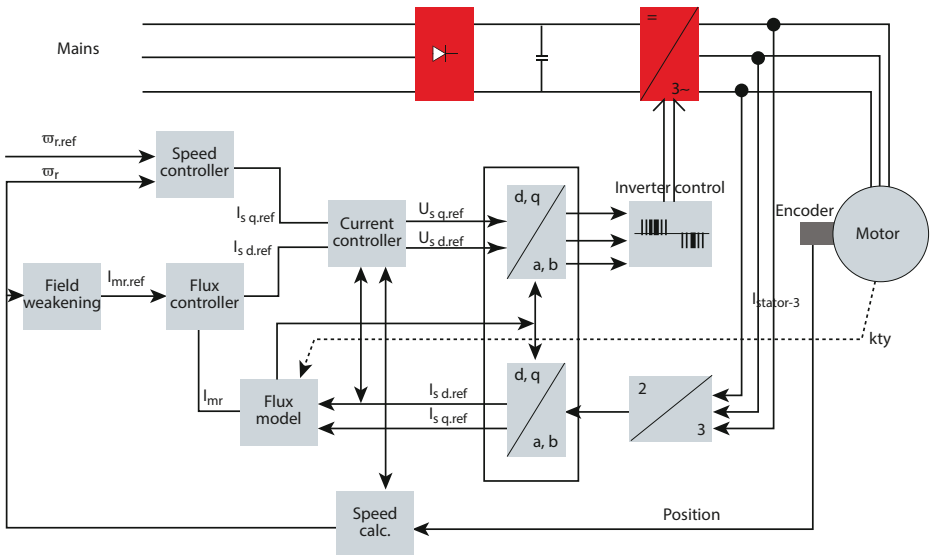 Mains
=
3~
ϖr.ref
ϖr
Speed
controller
Is q.ref
Is d.ref
Current
controller
Us q.ref
Us d.ref
d, q
a, b
Inverter control
Encoder
Motor
Field
weakening
Imr.ref
Flux
controller
Istator-3
kty
Imr
Flux
model
Is d.ref
Is q.ref
d, q
a, b
2
3
Speed
calc.
Position